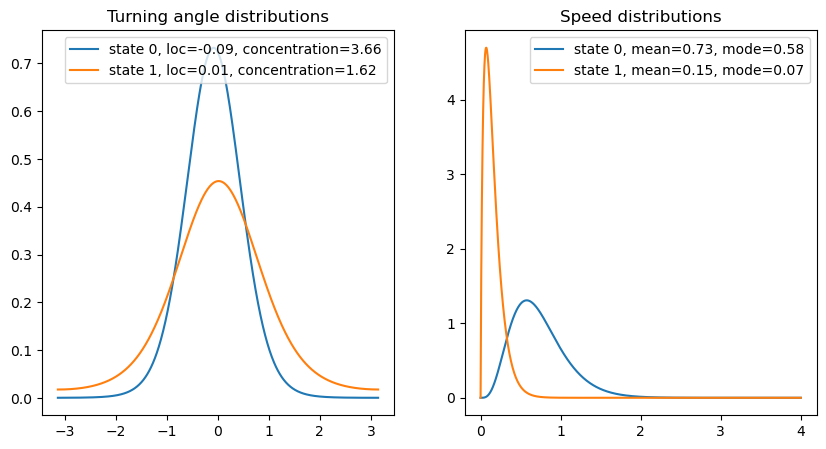 Turning angle distributions
state 0, loc=-0.09, concentration=3.66
state 1, loc=0.01, concentration=1.62
0.7
0.6
0.5
0.4
0.3
0.2
0.1
0.0
−3 −2 −1 0 1 2 3
Speed distributions
state 0, mean=0.73, mode=0.58
state 1, mean=0.15, mode=0.07
4
3
2
1
0
0 1 2 3 4